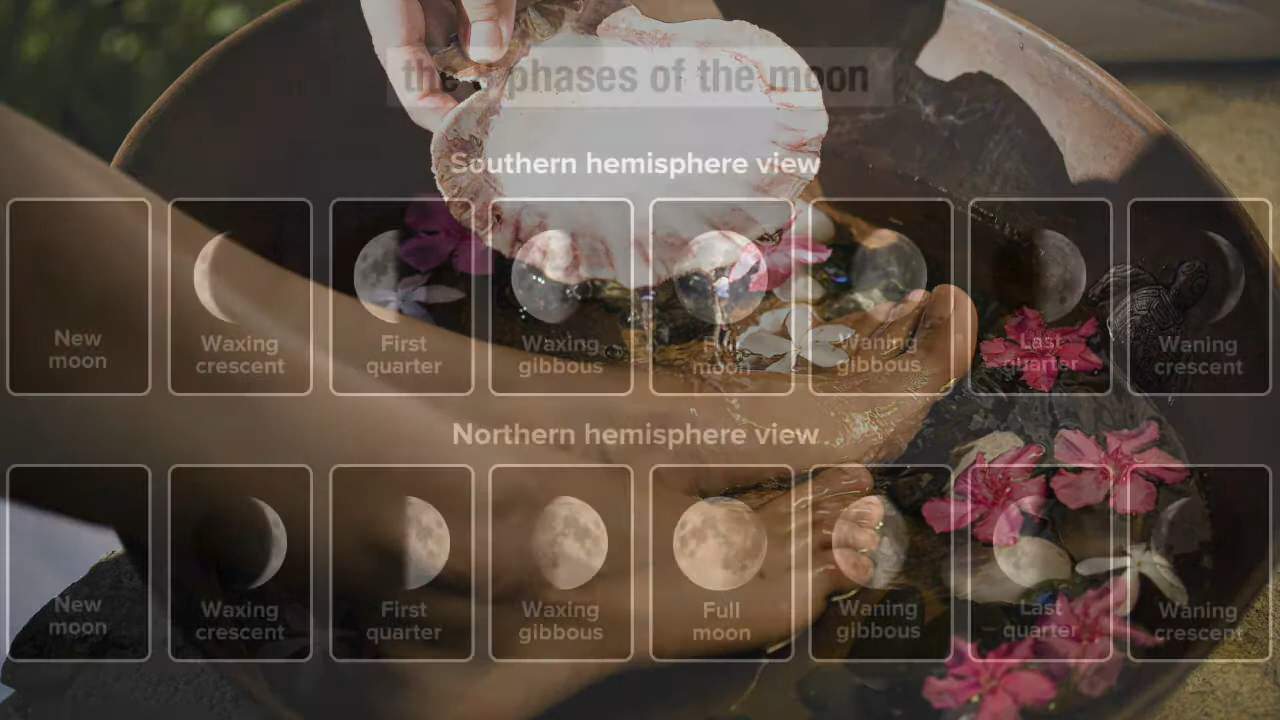 the phases of the moon
Southern hemisphere view
New
moon
Waxing
crescent
First
quarter
Waxing
gibbous
Full
moon
Waning
gibbous
Last
quarter
Waning
crescent
Northern hemisphere view
New
moon
Waxing
crescent
First
quarter
Waxing
gibbous
Full
moon
Waning
gibbous
Last
quarter
Waning
crescent